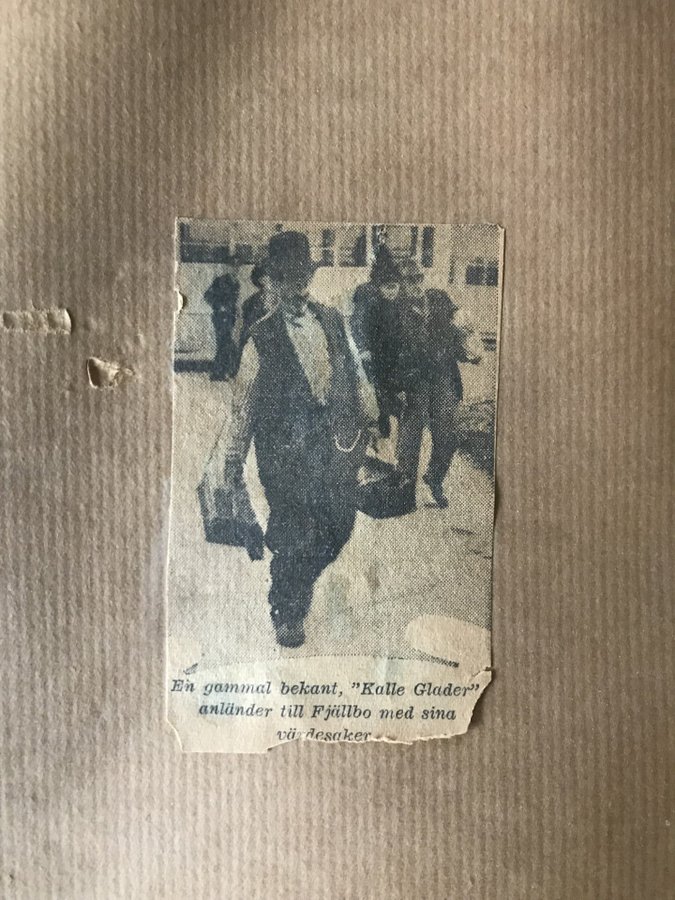 En gammal bekant, ”Kalle Glader”
anländer till Fjällbo med sina
värdesaker